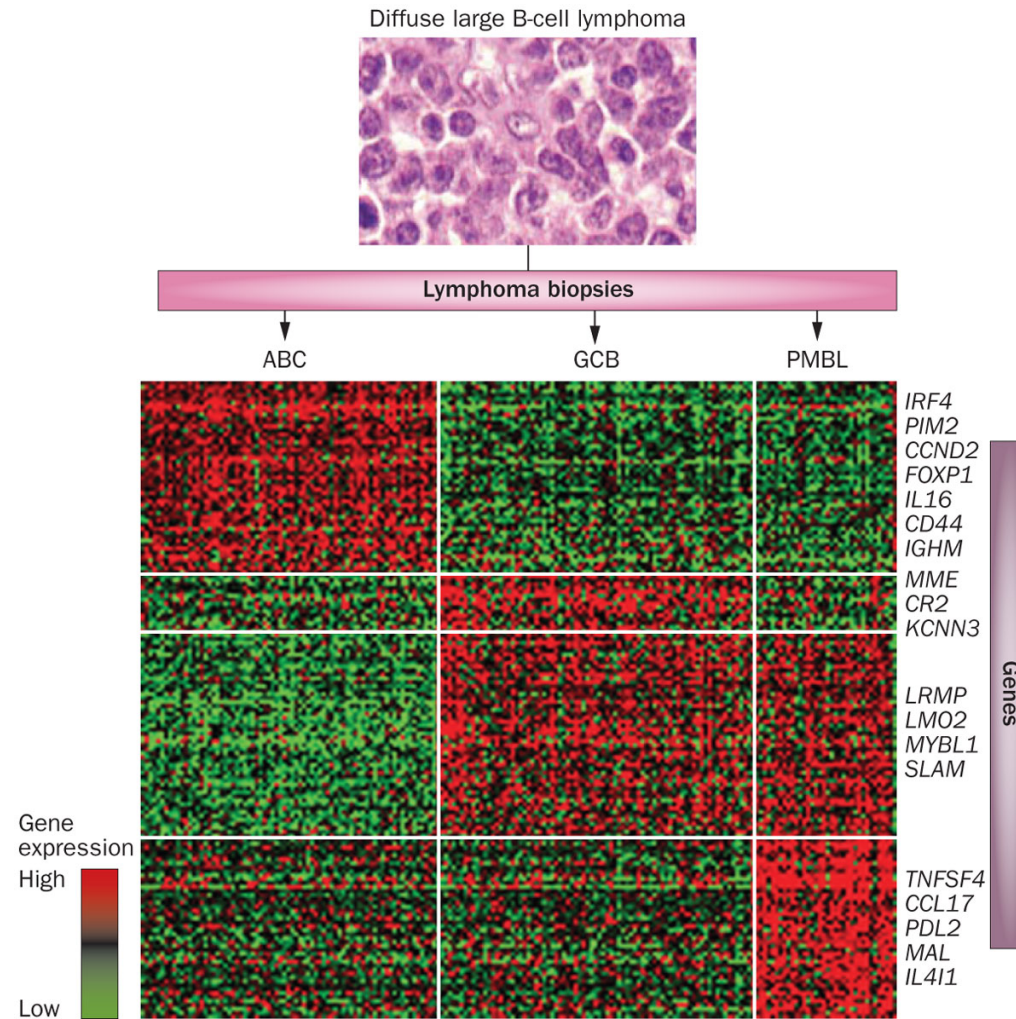 Diffuse large B-cell lymphoma
Lymphoma biopsies
ABC
GCB
PMBL
IRF4
PIM2
CCND2
FOXP1
IL16
CD44
IGHM
MME
CR2
KCNN3
LRMP
LMO2
MYBL1
SLAM
TNFSF4
CCL17
PDL2
MAL
IL4I1
Genes
Gene
expression
High
Low